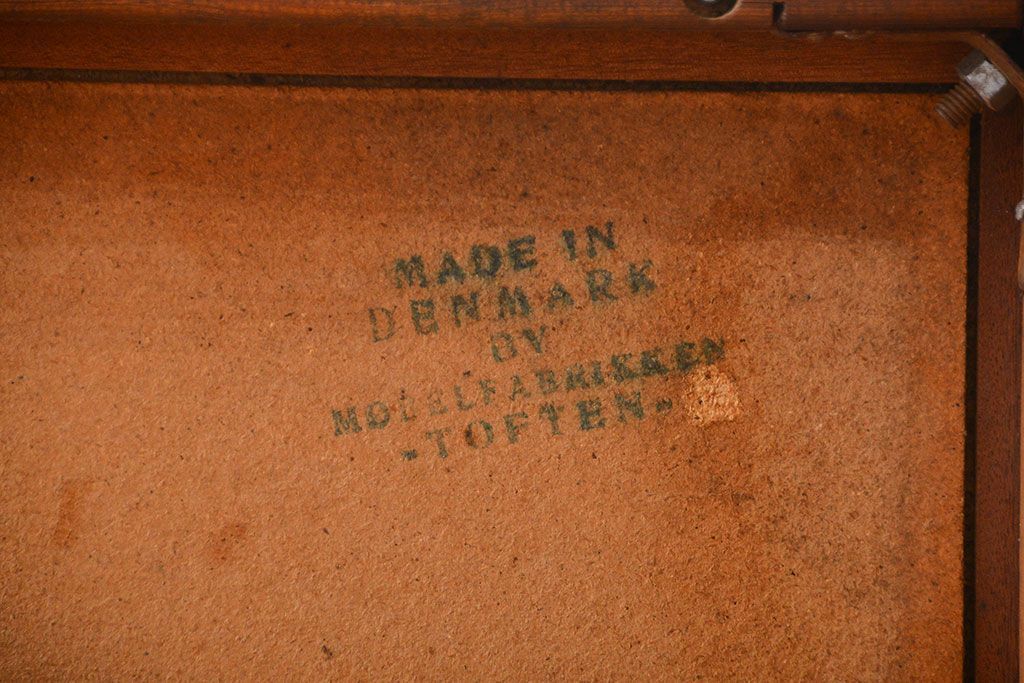 MADE IN
DENMARK
BY
MØBELFABRIKKEN
-TOFTEN-